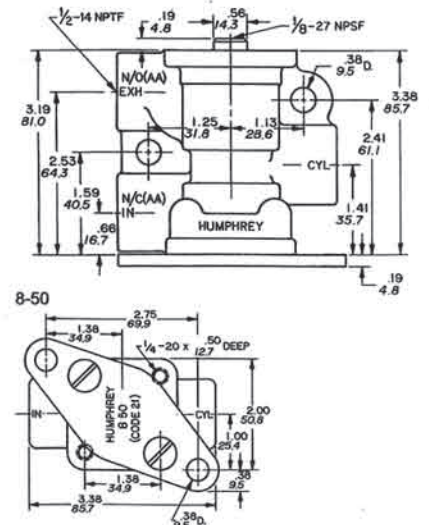 .19
4.8
.56
14.3
1/8-27 NPSF
1/2-14 NPTF
N/O(AA)
EXH
.38 D.
9.5
3.19
81.0
1.25
31.8
1.13
28.6
3.38
85.7
2.53
64.3
2.41
61.1
CYL
1.59
40.5
N/C(AA)
IN
1.41
35.7
.66
16.7
HUMPHREY
.19
4.8
8-50
2.75
69.9
1.38
34.9
1/4-20 x .50 DEEP
12.7
IN
HUMPHREY
8 50
(CODE 21)
CYL
2.00
50.8
1.00
25.4
1.38
34.9
.38
9.5
3.38
85.7
.38D.
9.5